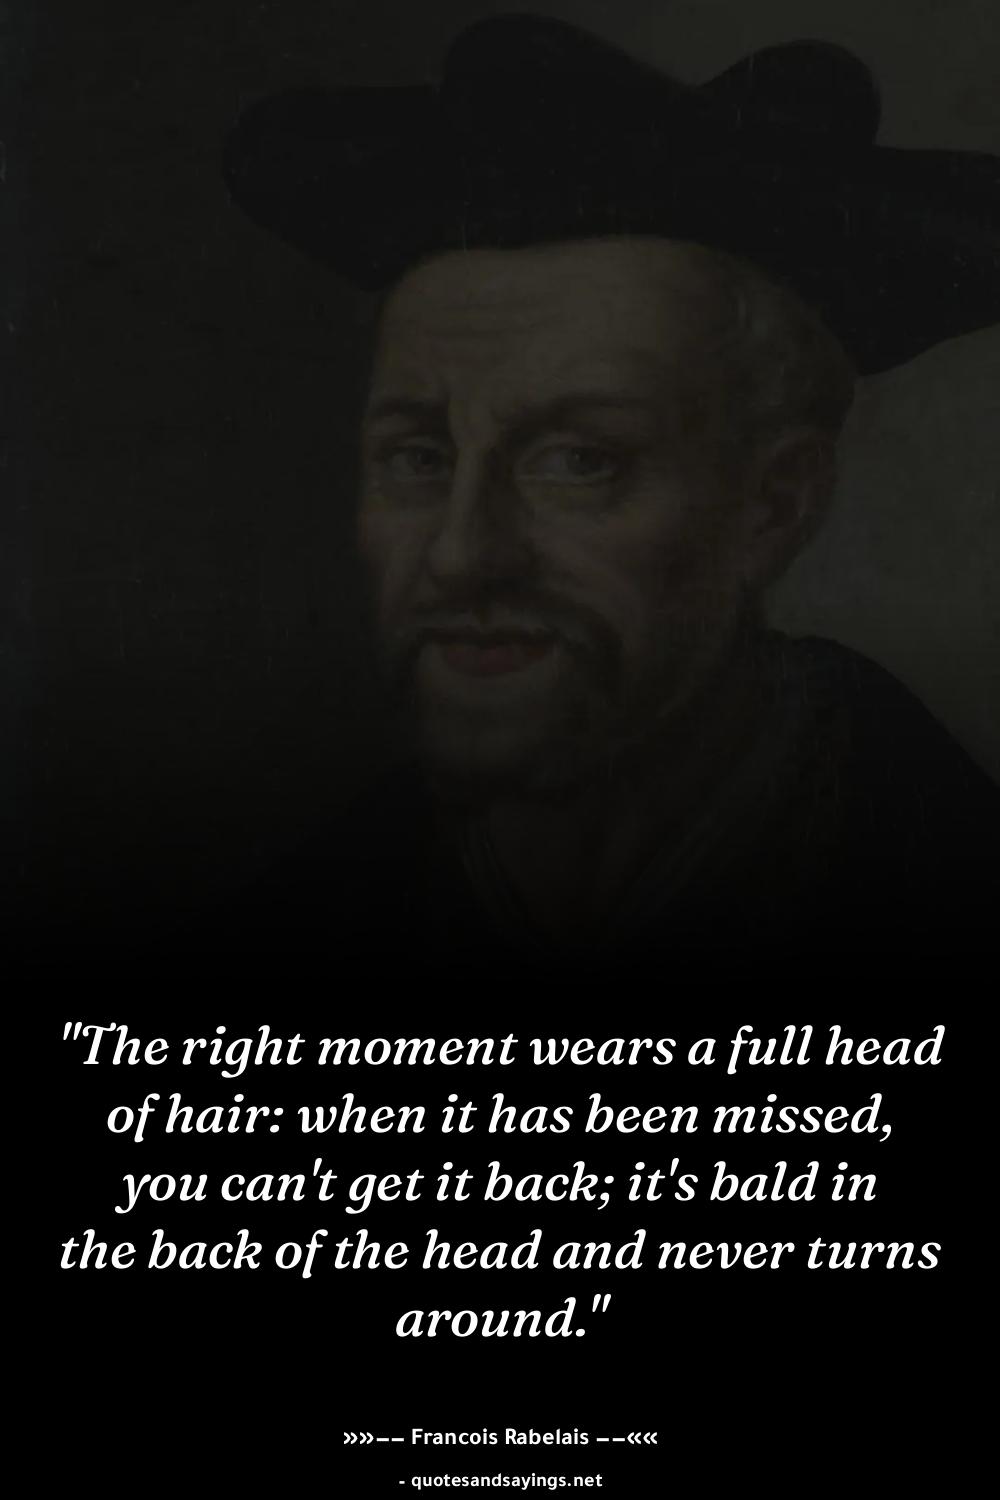 "The right moment wears a full head
of hair: when it has been missed,
you can't get it back; it's bald in
the back of the head and never turns
around."
»»–– Francois Rabelais ––««
- quotesandsayings.net